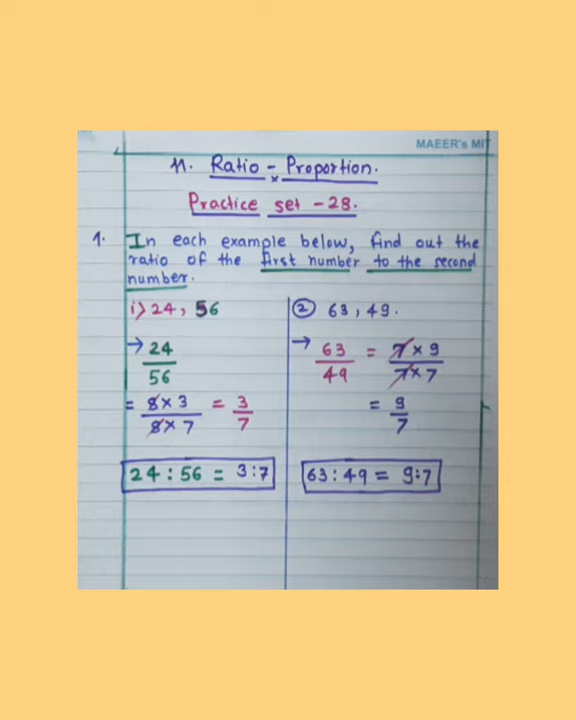 MAEER's MIT
11. Ratio - Proportion.
×
Practice set - 28.
1. In each example below, find out the
ratio of the first number to the second
number.
i) 24, 56
→ 24/56
= 8 × 3 / 8 × 7 = 3/7
24 : 56 = 3:7
② 63, 49.
→ 63/49 = 7 × 9 / 7 × 7
= 9/7
63 : 49 = 9:7